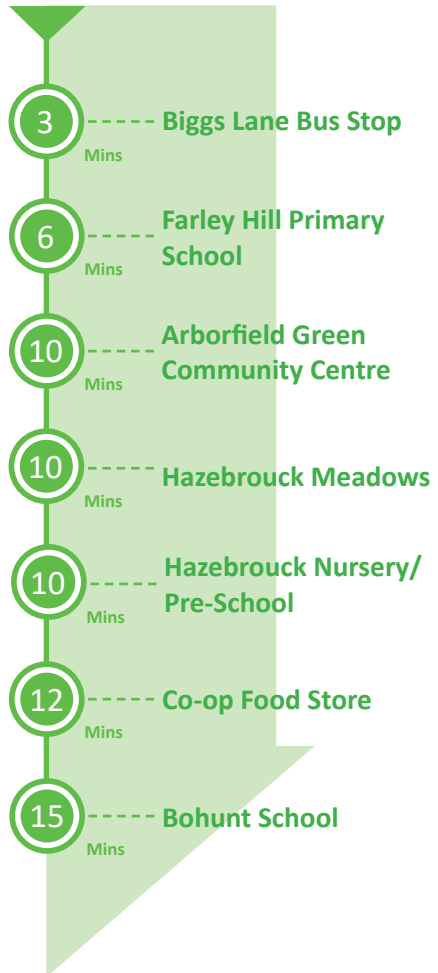 3
Mins
Biggs Lane Bus Stop
6
Mins
Farley Hill Primary
School
10
Mins
Arborfield Green
Community Centre
10
Mins
Hazebrouck Meadows
10
Mins
Hazebrouck Nursery/
Pre-School
12
Mins
Co-op Food Store
15
Mins
Bohunt School